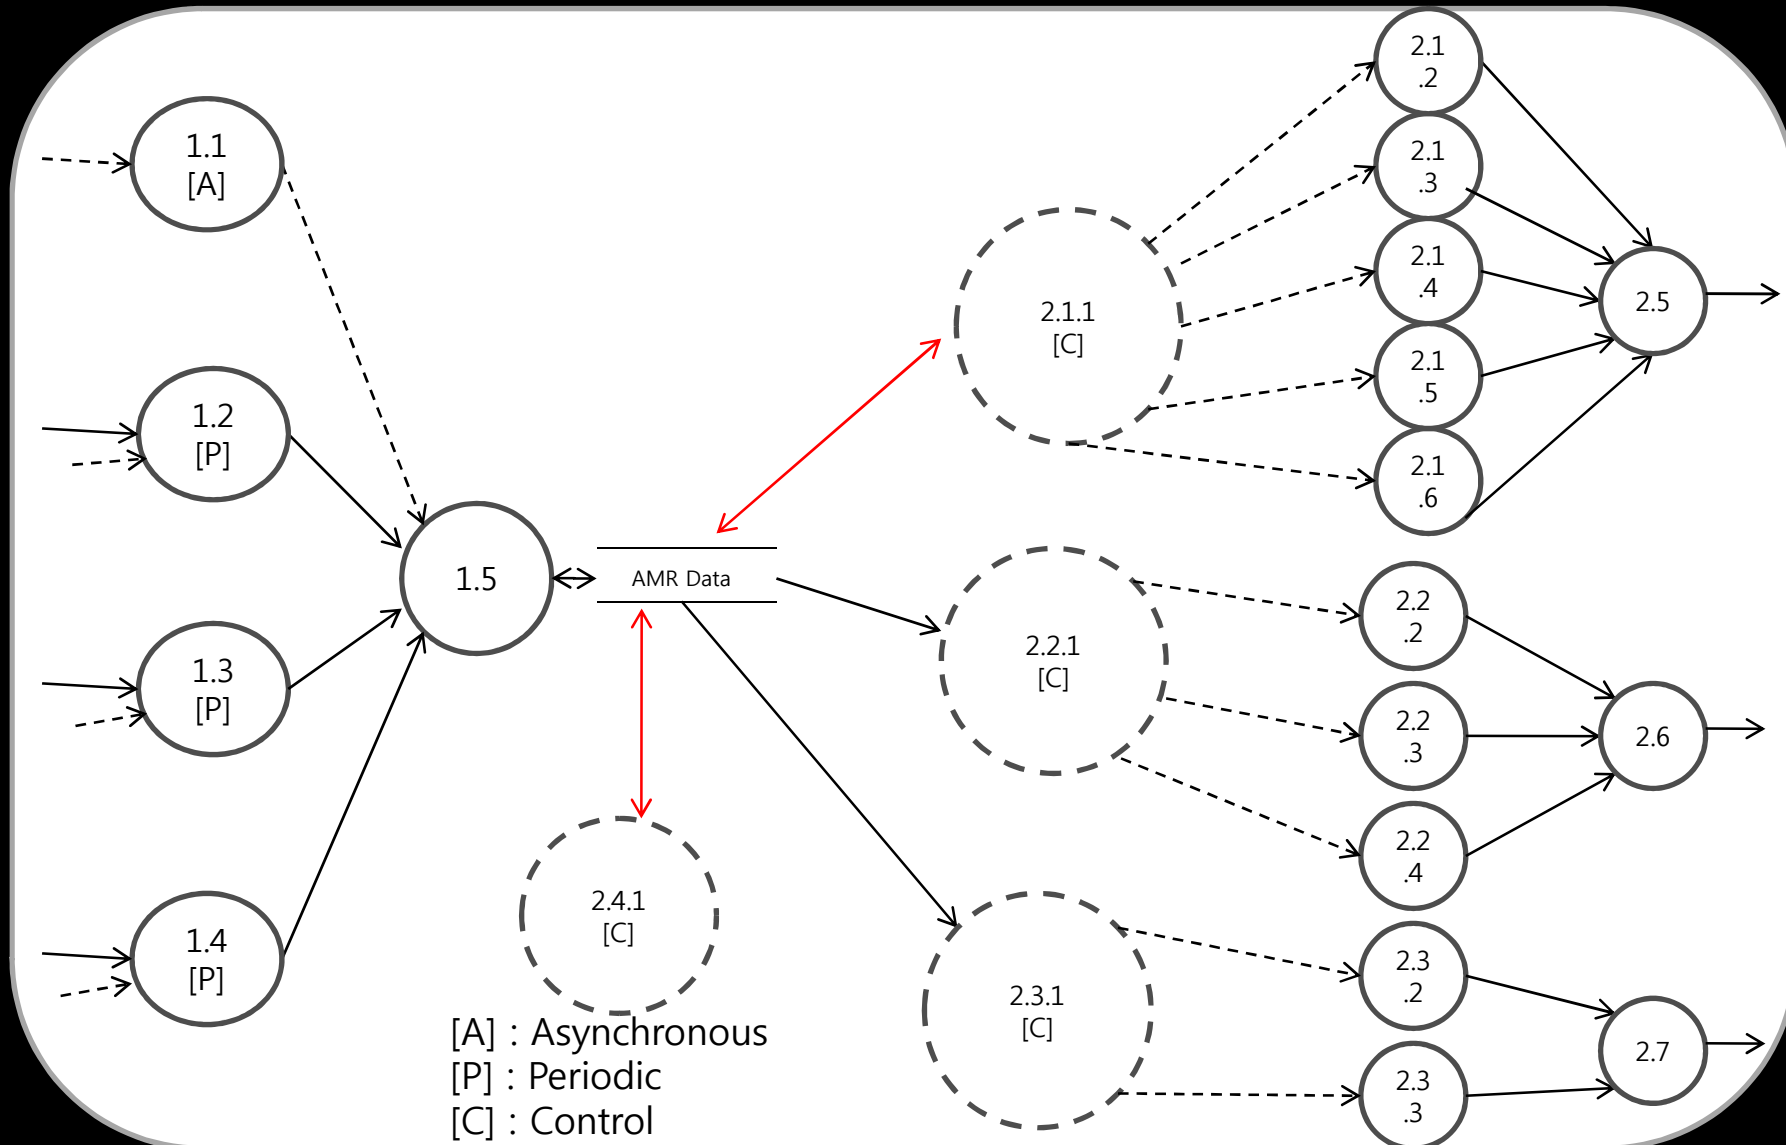 1.1
[A]
1.2
[P]
1.3
[P]
1.4
[P]
1.5
AMR Data
2.4.1
[C]
2.1.1
[C]
2.2.1
[C]
2.3.1
[C]
2.1
.2
2.1
.3
2.1
.4
2.1
.5
2.1
.6
2.2
.2
2.2
.3
2.2
.4
2.3
.2
2.3
.3
2.5
2.6
2.7
[A] : Asynchronous
[P] : Periodic
[C] : Control